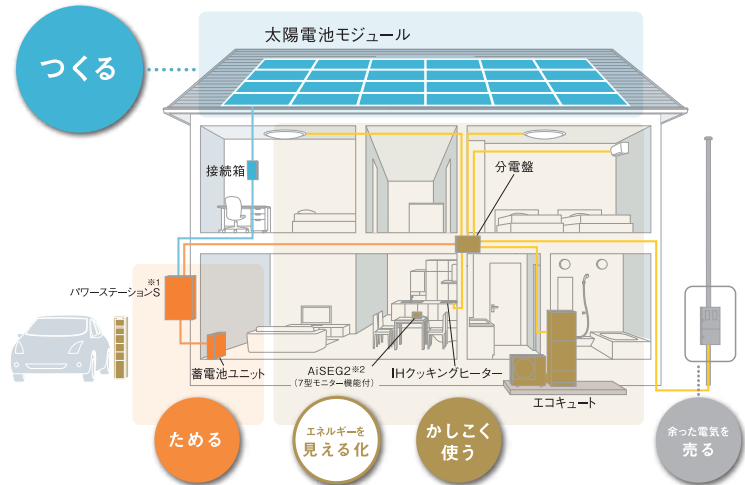 太陽電池モジュール
つくる
接続箱
分電盤
※1
パワーステーションS
蓄電池ユニット
AiSEG2※2
(7型モニター機能付)
IHクッキングヒーター
エコキュート
ためる
エネルギーを
見える化
かしこく
使う
余った電気を
売る